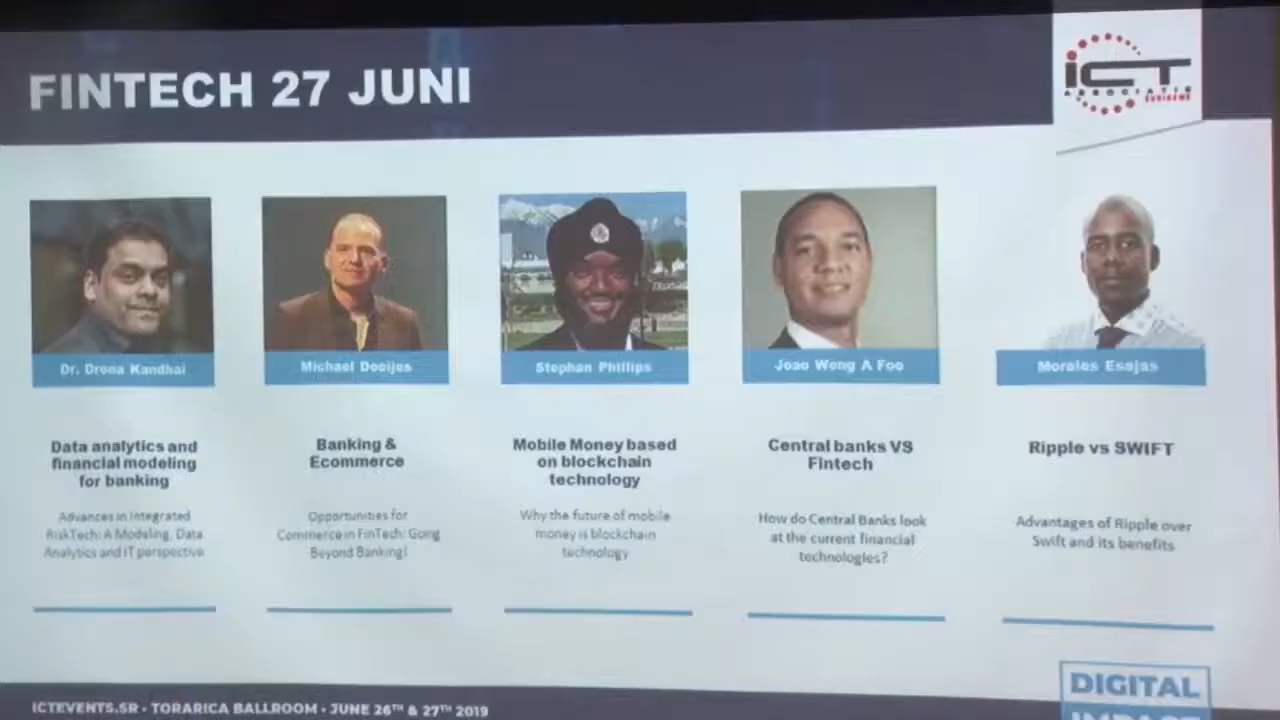 FINTECH 27 JUNI
ICT
ASSOCIATIE
SURINAME
Dr. Drona Kandhai
Michael Dooijes
Stephan Phillips
Joao Wong A Foo
Morales Esajas
Data analytics and
financial modeling
for banking
Banking &
Ecommerce
Mobile Money based
on blockchain
technology
Central banks VS
Fintech
Ripple vs SWIFT
Advances in Integrated
RiskTech: A Modeling, Data
Analytics and IT perspective
Opportunities for
Commerce in FinTech: Going
Beyond Banking!
Why the future of mobile
money is blockchain
technology
How do Central Banks look
at the current financial
technologies?
Advantages of Ripple over
Swift and its benefits
ICTEVENTS.SR • TORARICA BALLROOM • JUNE 26TH & 27TH 2019
DIGITAL